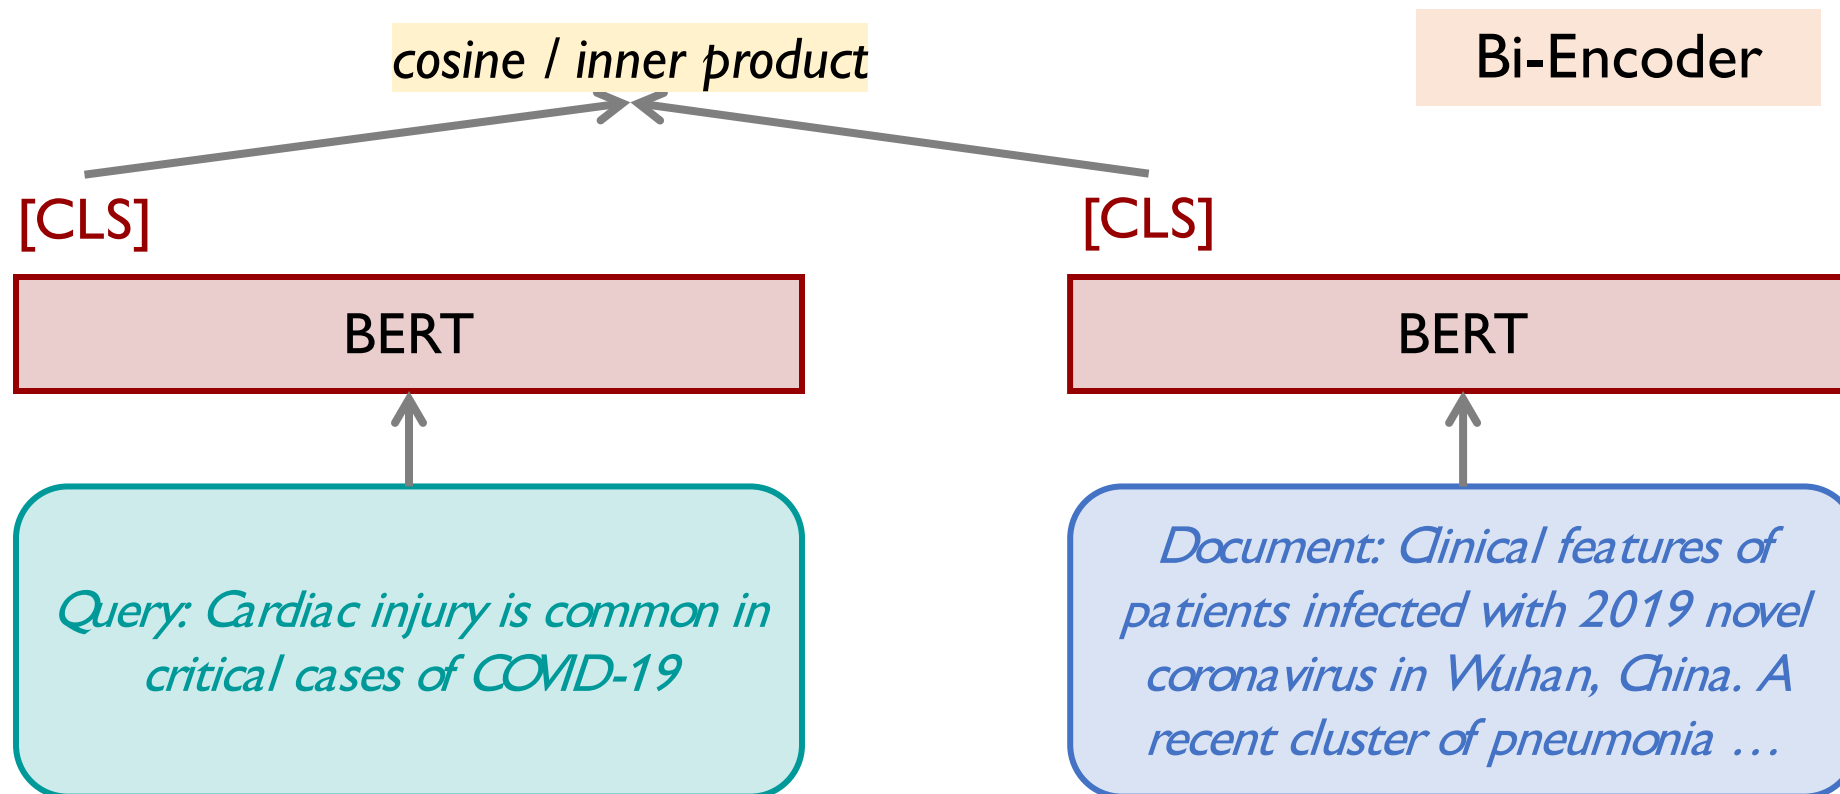 cosine / inner product
Bi-Encoder
[CLS]
[CLS]
BERT
BERT
Query: Cardiac injury is common in
critical cases of COVID-19
Document: Clinical features of
patients infected with 2019 novel
coronavirus in Wuhan, China. A
recent cluster of pneumonia …